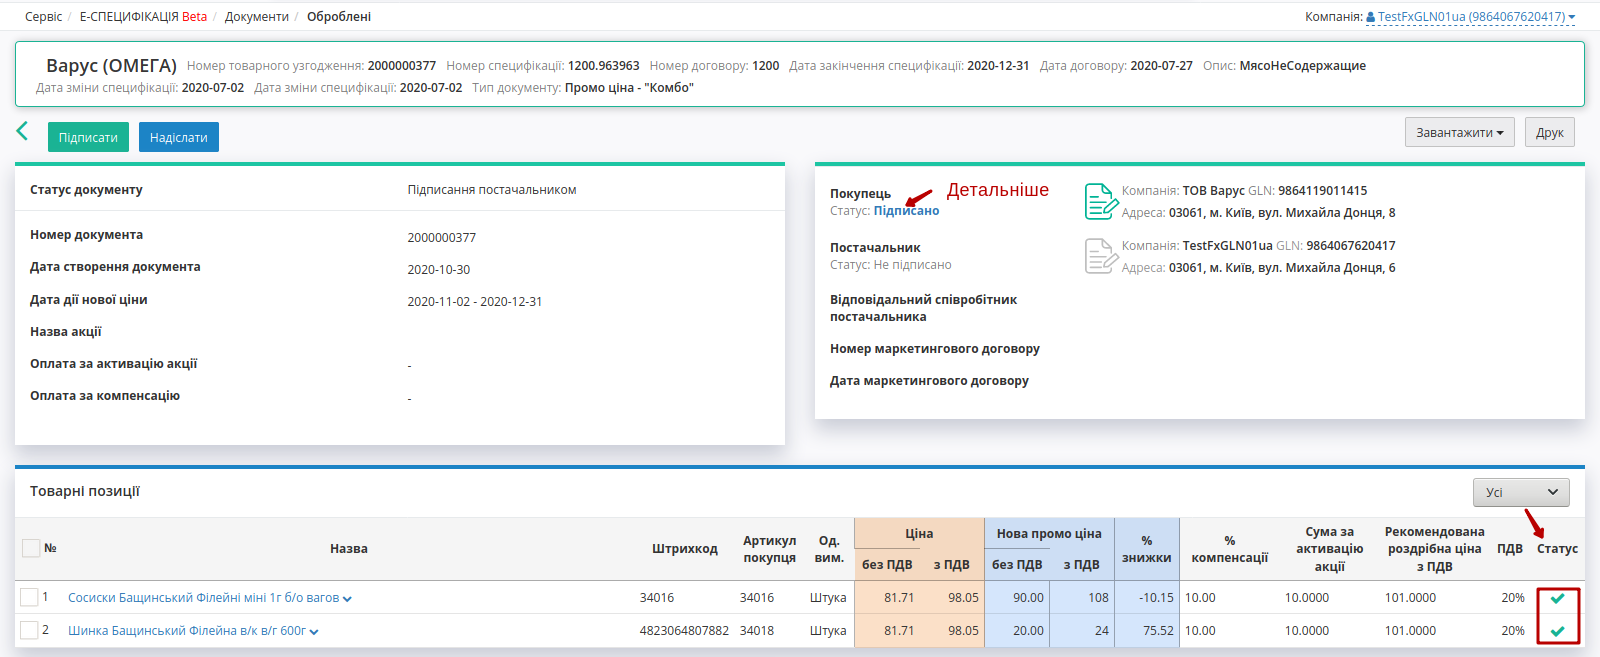 Сервіс / Е-СПЕЦИФІКАЦІЯ Beta / Документи / Оброблені
Компанія: TestFxGLN01ua (9864067620417)
Варус (ОМЕГА) Номер товарного узгодження: 2000000377 Номер специфікації: 1200.963963 Номер договору: 1200 Дата закінчення специфікації: 2020-12-31 Дата договору: 2020-07-27 Опис: МясоНеСодержащие
Дата зміни специфікації: 2020-07-02 Дата зміни специфікації: 2020-07-02 Тип документу: Промо ціна - "Комбо"
Підписати Надіслати Завантажити Друк
Статус документу Підписання постачальником
Номер документа 2000000377
Дата створення документа 2020-10-30
Дата дії нової ціни 2020-11-02 - 2020-12-31
Назва акції
Оплата за активацію акції -
Оплата за компенсацію -
Покупець
Статус: Підписано
Детальніше
Компанія: ТОВ Варус GLN: 9864119011415
Адреса: 03061, м. Київ, вул. Михайла Донця, 8
Постачальник
Статус: Не підписано
Компанія: TestFxGLN01ua GLN: 9864067620417
Адреса: 03061, м. Київ, вул. Михайла Донця, 6
Відповідальний співробітник
постачальника
Номер маркетингового договору
Дата маркетингового договору
Товарні позиції
Усі
№ Назва Штрихкод Артикул покупця Од. вим. Ціна без ПДВ з ПДВ Нова промо ціна без ПДВ з ПДВ % знижки % компенсації Сума за активацію акції Рекомендована роздрібна ціна з ПДВ ПДВ Статус
1 Сосиски Бащинський Філейні міні 1г б/о вагов 34016 34016 Штука 81.71 98.05 90.00 108 -10.15 10.00 10.0000 101.0000 20%
2 Шинка Бащинський Філейна в/к в/г 600г 4823064807882 34018 Штука 81.71 98.05 20.00 24 75.52 10.00 10.0000 101.0000 20%